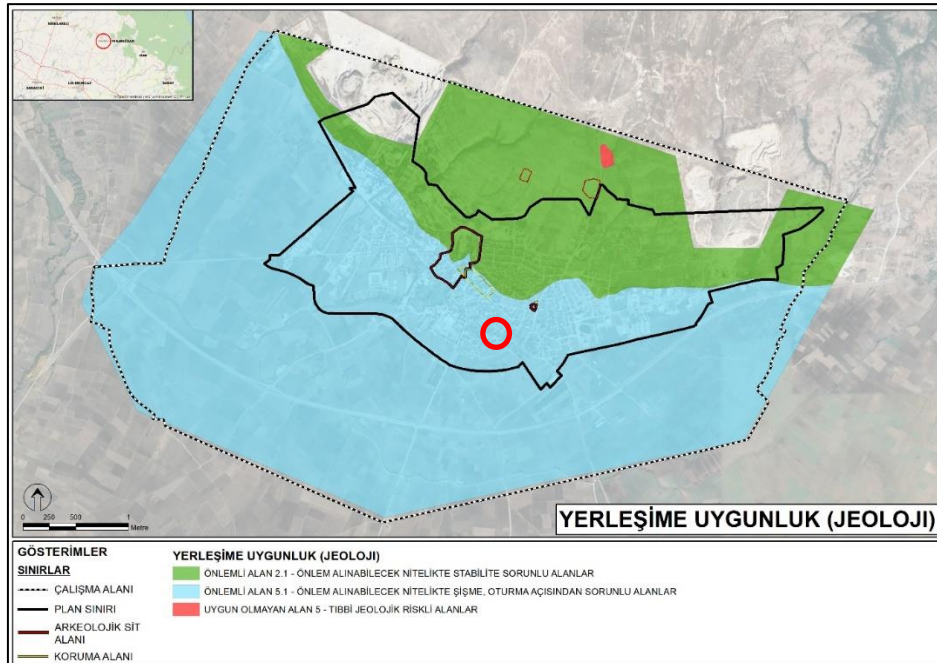 YERLEŞİME UYGUNLUK (JEOLOJI)
0 250 500 1
Metre
GÖSTERİMLER
SINIRLAR
ÇALIŞMA ALANI
PLAN SINIRI
ARKEOLOJİK SİT
ALANI
KORUMA ALANI
YERLEŞİME UYGUNLUK (JEOLOJI)
ÖNLEMLİ ALAN 2.1 - ÖNLEM ALINABİLECEK NİTELİKTE STABİLİTE SORUNLU ALANLAR
ÖNLEMLİ ALAN 5.1 - ÖNLEM ALINABİLECEK NİTELİKTE ŞİŞME, OTURMA AÇISINDAN SORUNLU ALANLAR
UYGUN OLMAYAN ALAN 5 - TIBBİ JEOLOJİK RİSKLİ ALANLAR